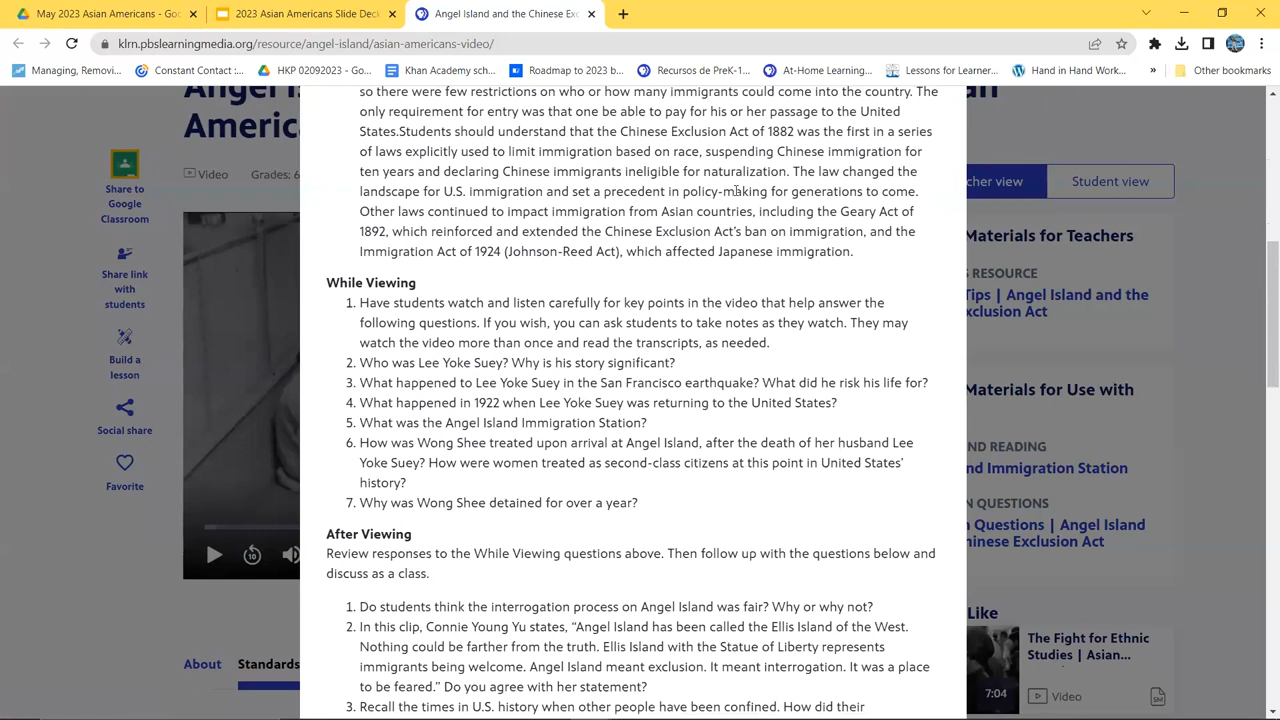 May 2023 Asian Americans - Goo
2023 Asian Americans Slide Deck
Angel Island and the Chinese Exc
klrn.pbslearningmedia.org/resource/angel-island/asian-americans-video/
Managing, Removi...
Constant Contact :...
HKP 02092023 - Go...
Khan Academy sch...
Roadmap to 2023 b...
Recursos de PreK-1...
At-Home Learning...
Lessons for Learner...
Hand in Hand Work...
»
Other bookmarks
Angel I
an
America
so there were few restrictions on who or how many immigrants could come into the country. The
only requirement for entry was that one be able to pay for his or her passage to the United
States.Students should understand that the Chinese Exclusion Act of 1882 was the first in a series
of laws explicitly used to limit immigration based on race, suspending Chinese immigration for
ten years and declaring Chinese immigrants ineligible for naturalization. The law changed the
landscape for U.S. immigration and set a precedent in policy-making for generations to come.
Other laws continued to impact immigration from Asian countries, including the Geary Act of
1892, which reinforced and extended the Chinese Exclusion Act's ban on immigration, and the
Immigration Act of 1924 (Johnson-Reed Act), which affected Japanese immigration.
While Viewing
1. Have students watch and listen carefully for key points in the video that help answer the
following questions. If you wish, you can ask students to take notes as they watch. They may
watch the video more than once and read the transcripts, as needed.
2. Who was Lee Yoke Suey? Why is his story significant?
3. What happened to Lee Yoke Suey in the San Francisco earthquake? What did he risk his life for?
4. What happened in 1922 when Lee Yoke Suey was returning to the United States?
5. What was the Angel Island Immigration Station?
6. How was Wong Shee treated upon arrival at Angel Island, after the death of her husband Lee
Yoke Suey? How were women treated as second-class citizens at this point in United States'
history?
7. Why was Wong Shee detained for over a year?
After Viewing
Review responses to the While Viewing questions above. Then follow up with the questions below and
discuss as a class.
1. Do students think the interrogation process on Angel Island was fair? Why or why not?
2. In this clip, Connie Young Yu states, “Angel Island has been called the Ellis Island of the West.
Nothing could be farther from the truth. Ellis Island with the Statue of Liberty represents
immigrants being welcome. Angel Island meant exclusion. It meant interrogation. It was a place
to be feared.” Do you agree with her statement?
3. Recall the times in U.S. history when other people have been confined. How did their
Share to
Google
Classroom
Share link
with
students
Build a
lesson
Social share
Favorite
Video
Grades: 6
10
About
Standards
cher view
Student view
Materials for Teachers
S RESOURCE
Tips | Angel Island and the
xclusion Act
Materials for Use with
ND READING
nd Immigration Station
N QUESTIONS
n Questions | Angel Island
hinese Exclusion Act
Like
The Fight for Ethnic
Studies | Asian...
7:04
Video